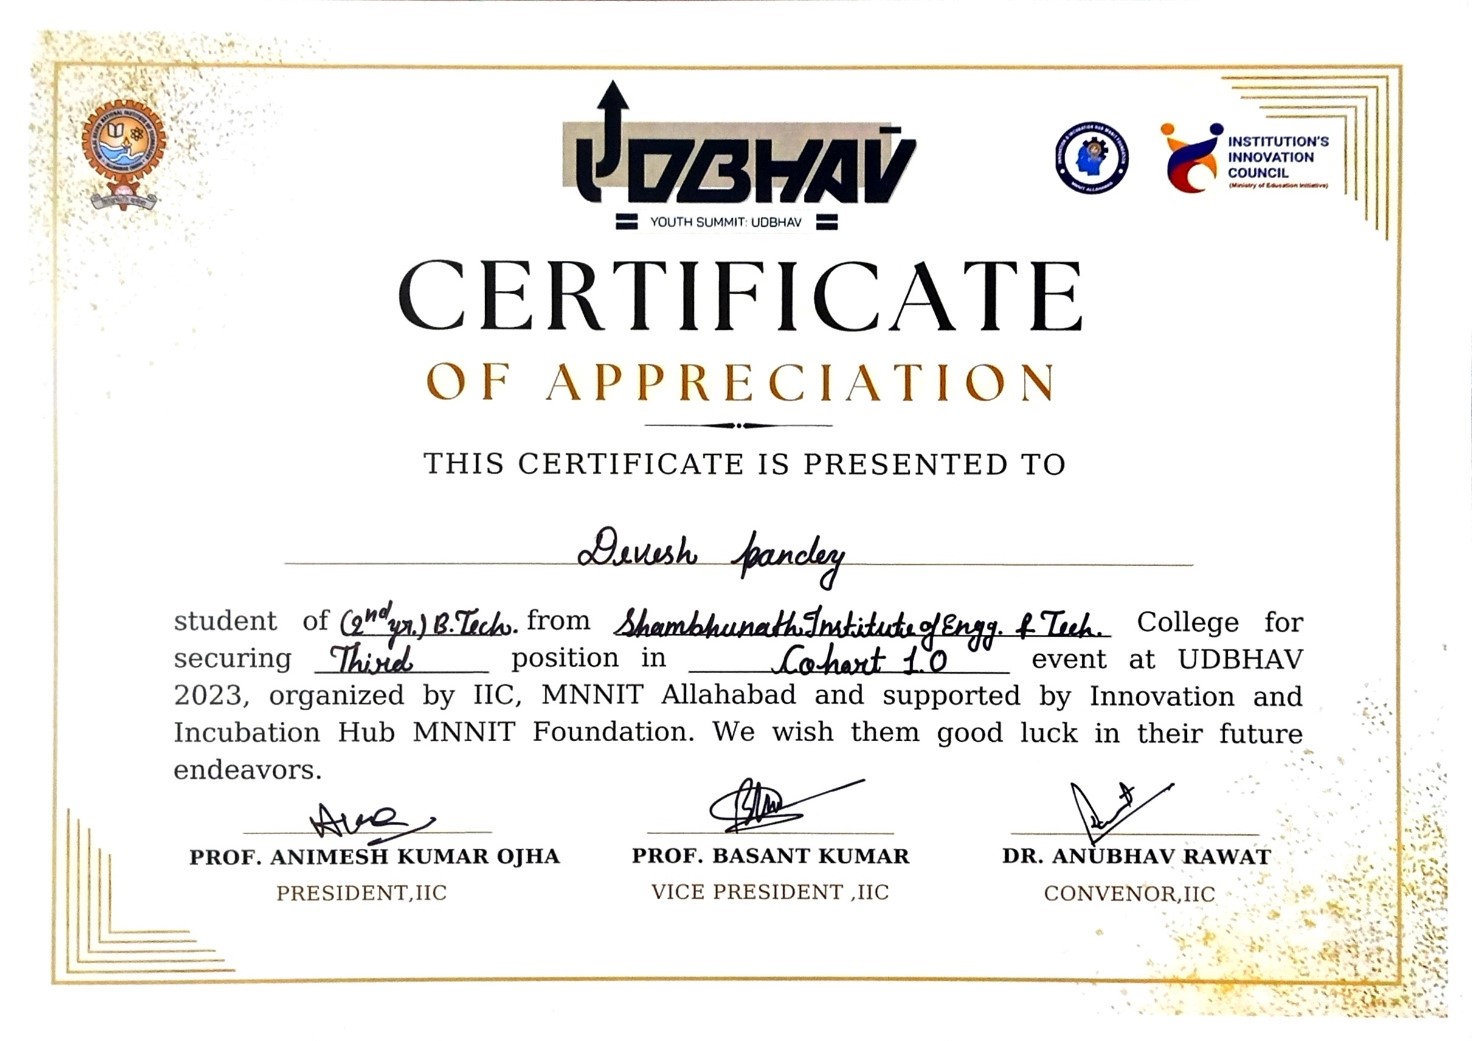 UDBHAV
YOUTH SUMMIT: UDBHAV
INSTITUTION'S
INNOVATION
COUNCIL
(Ministry of Education Initiative)
CERTIFICATE
OF APPRECIATION
THIS CERTIFICATE IS PRESENTED TO
Devesh pandey
student of (2nd yr.) B.Tech. from Shambhunath Institute of Engg. & Tech. College for
securing Third position in Cohart 1.0 event at UDBHAV
2023, organized by IIC, MNNIT Allahabad and supported by Innovation and
Incubation Hub MNNIT Foundation. We wish them good luck in their future
endeavors.
PROF. ANIMESH KUMAR OJHA PROF. BASANT KUMAR DR. ANUBHAV RAWAT
PRESIDENT,IIC VICE PRESIDENT ,IIC CONVENOR,IIC